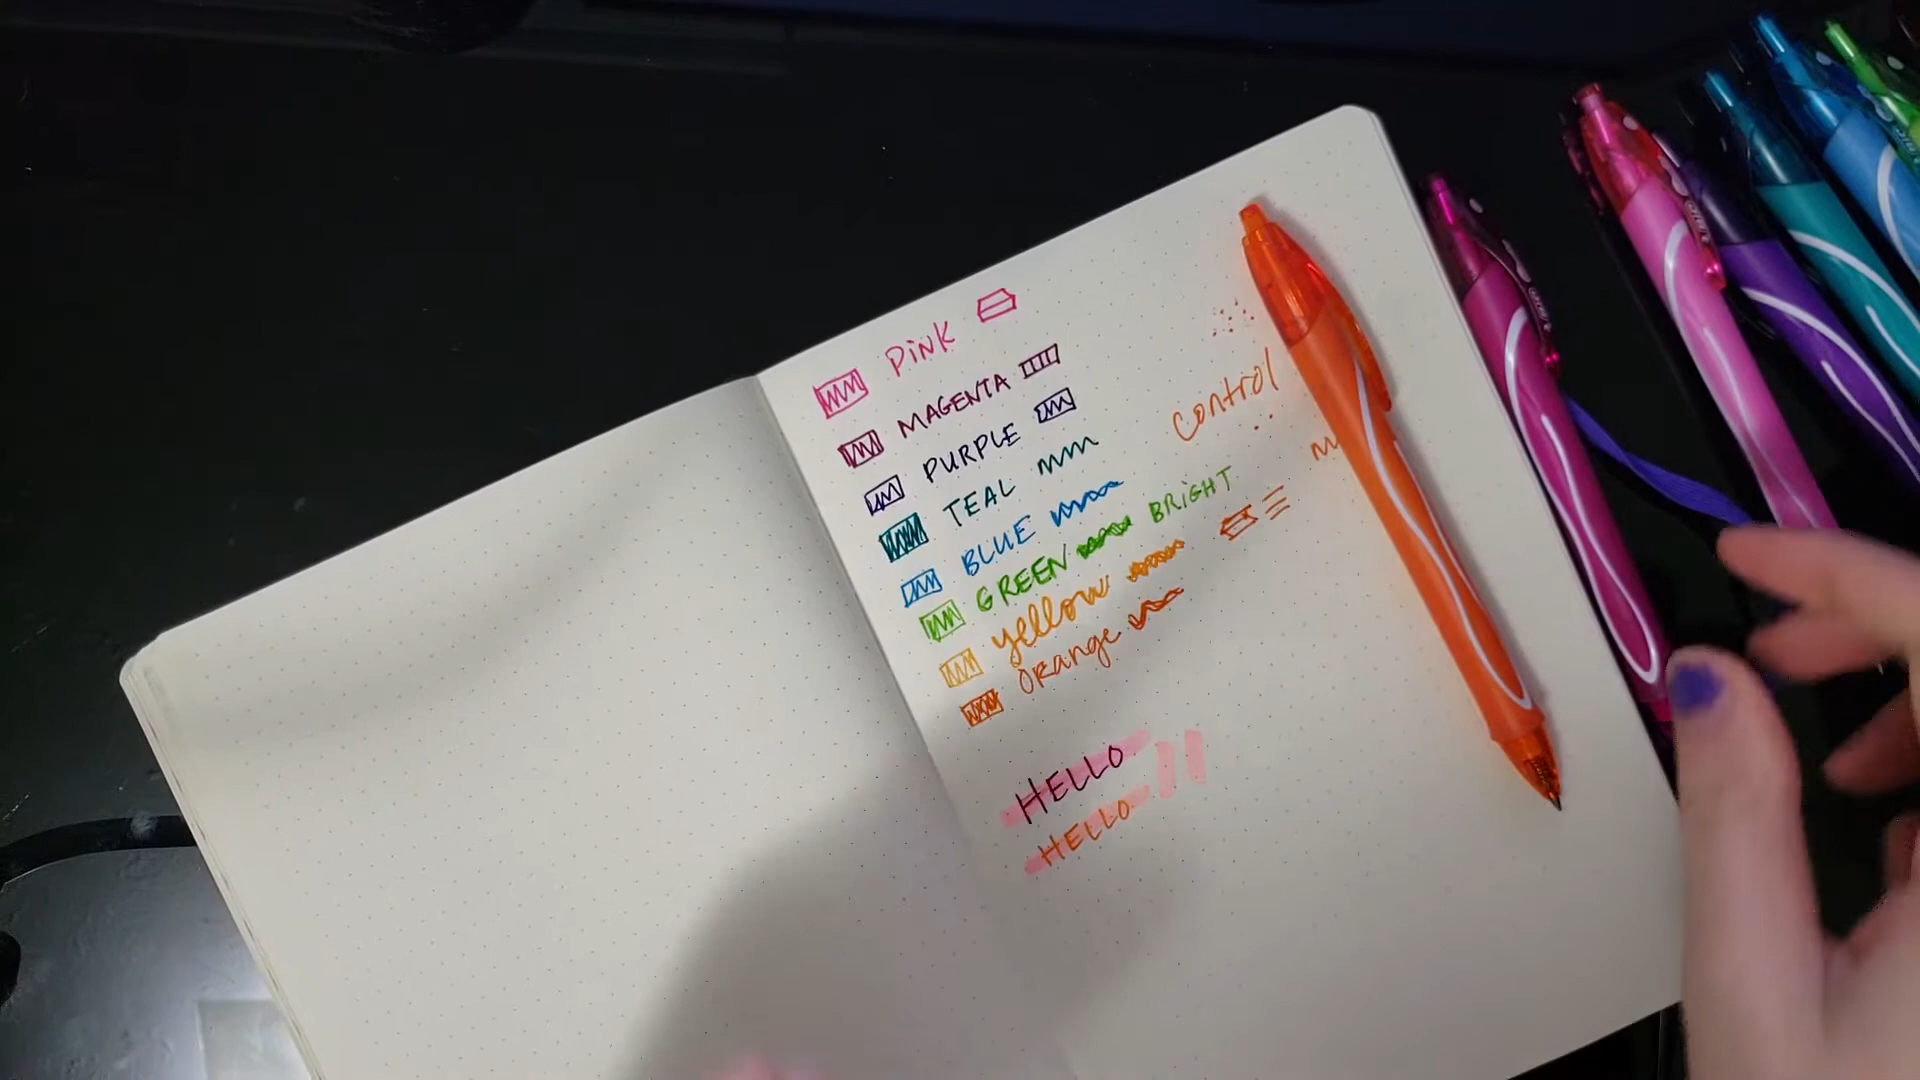 PiNK
MAGENTA
PURPLE
control
TEAL
BLUE
GREEN BRiGHT
yellow
orange
HELLO
HELLO